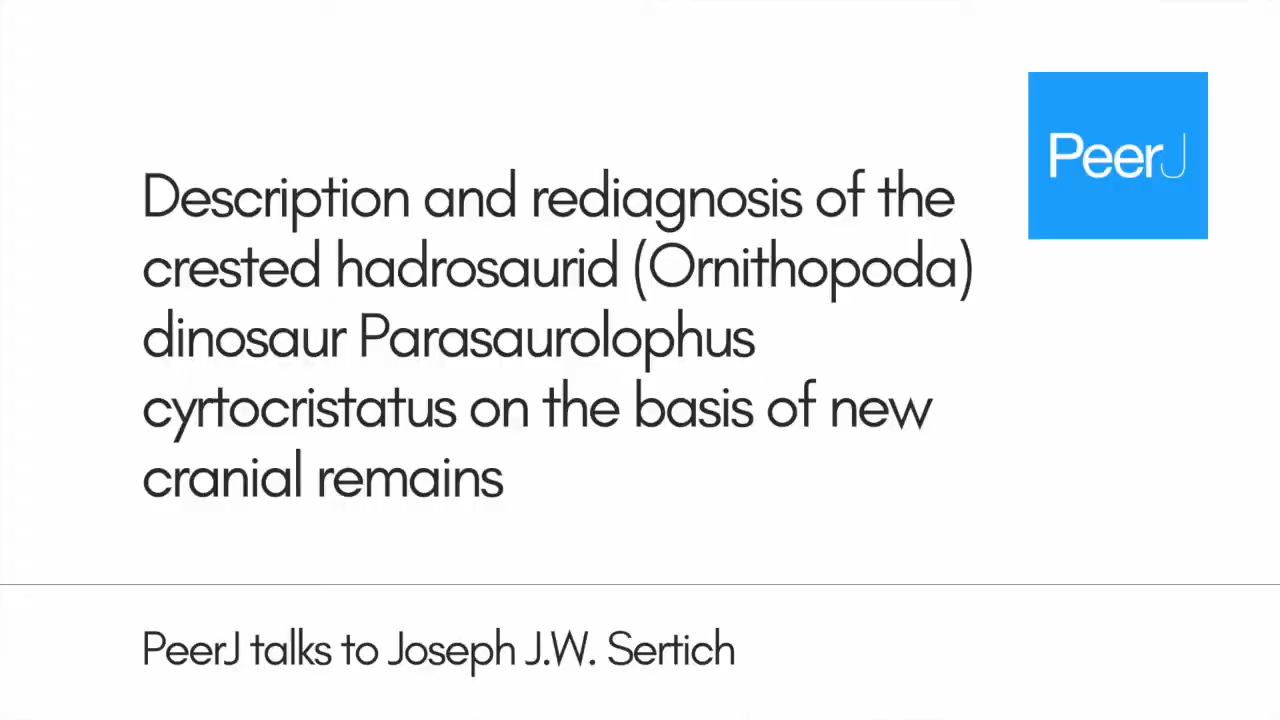 PeerJ
Description and rediagnosis of the
crested hadrosaurid (Ornithopoda)
dinosaur Parasaurolophus
cyrtocristatus on the basis of new
cranial remains
PeerJ talks to Joseph J.W. Sertich